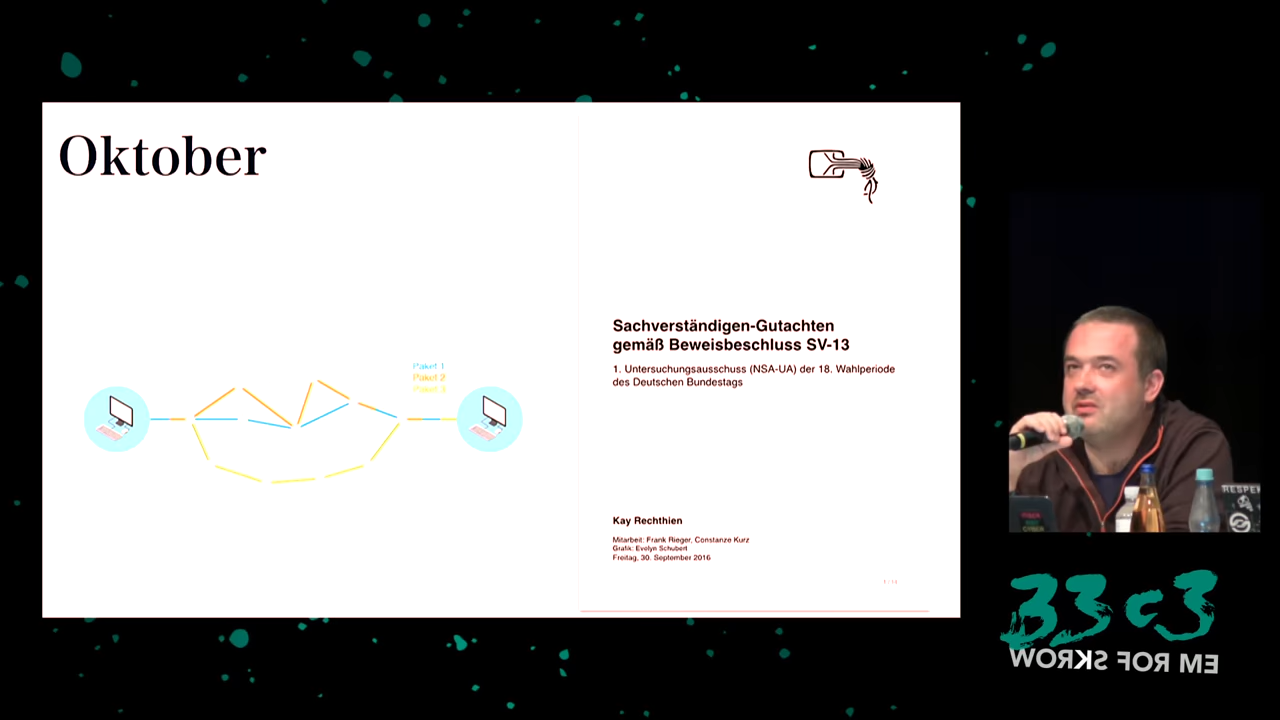 Oktober
Paket 1
Paket 2
Paket 3
Sachverständigen-Gutachten
gemäß Beweisbeschluss SV-13
1. Untersuchungsausschuss (NSA-UA) der 18. Wahlperiode
des Deutschen Bundestags
Kay Rechthien
Mitarbeit: Frank Rieger, Constanze Kurz
Grafik: Evelyn Schubert
Freitag, 30. September 2016
33c3
WORKS FOR ME